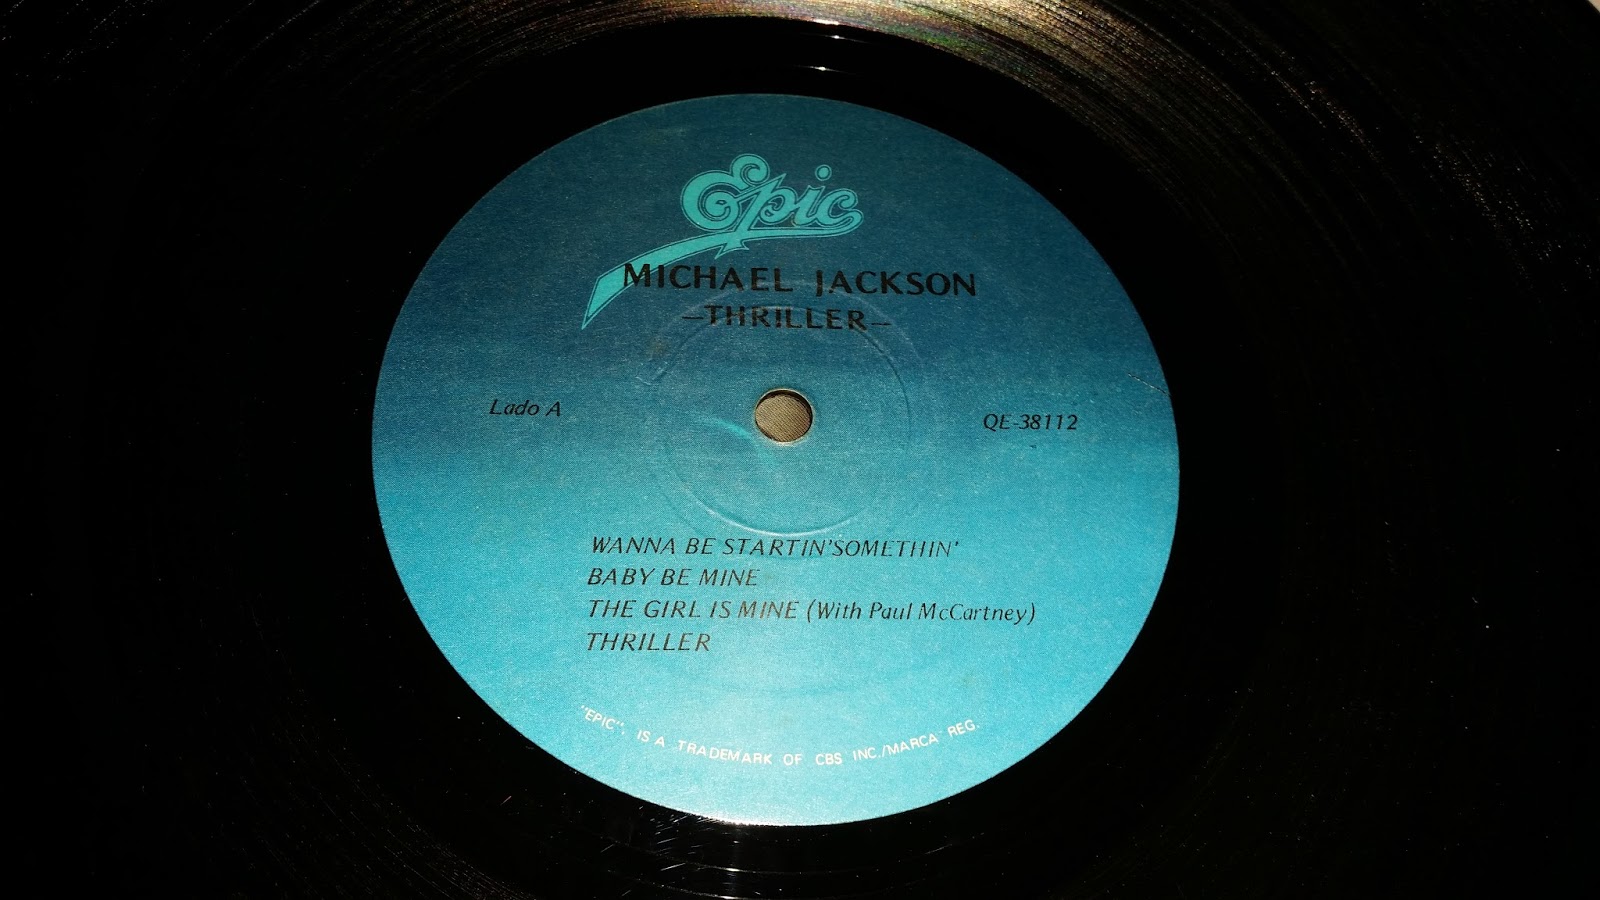 Epic
MICHAEL JACKSON
—THRILLER—
Lado A
QE-38112
WANNA BE STARTIN'SOMETHIN'
BABY BE MINE
THE GIRL IS MINE (With Paul McCartney)
THRILLER
"EPIC", IS A TRADEMARK OF CBS INC./MARCA REG.